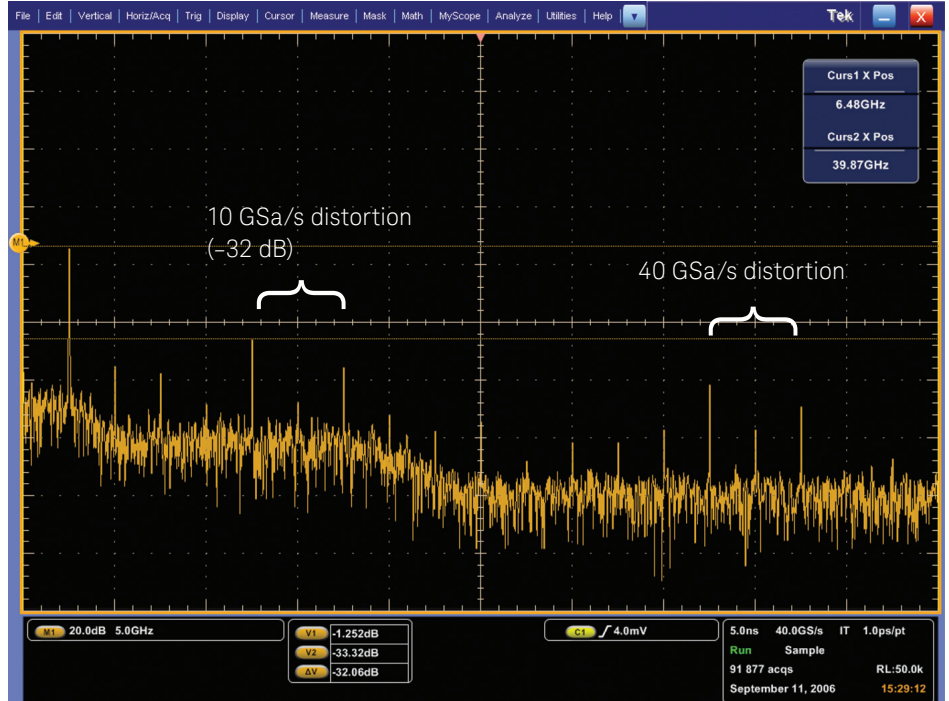 File | Edit | Vertical | Horiz/Acq | Trig | Display | Cursor | Measure | Mask | Math | MyScope | Analyze | Utilities | Help | Tek X
Curs1 X Pos
6.48GHz
Curs2 X Pos
39.87GHz
10 GSa/s distortion
(-32 dB)
M1
40 GSa/s distortion
M1 20.0dB 5.0GHz
V1 -1.252dB
V2 -33.32dB
ΔV -32.06dB
C1 4.0mV
5.0ns 40.0GS/s IT 1.0ps/pt
Run Sample
91 877 acqs RL:50.0k
September 11, 2006 15:29:12